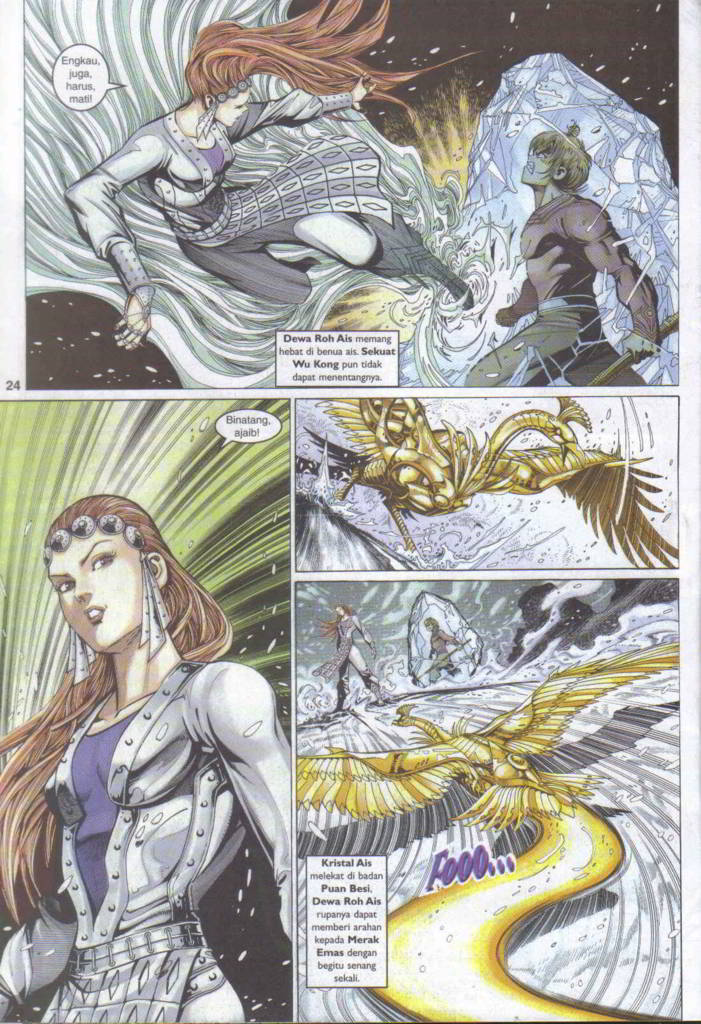 Engkau,
juga,
harus,
mati!
Dewa Roh Ais memang
hebat di benua ais. Sekuat
Wu Kong pun tidak
dapat menentangnya.
24
Binatang,
ajaib!
Kristal Ais
melekat di badan
Puan Besi.
Dewa Roh Ais
rupanya dapat
memberi arahan
kepada Merak
Emas dengan
begitu senang
sekali.
FOOO...